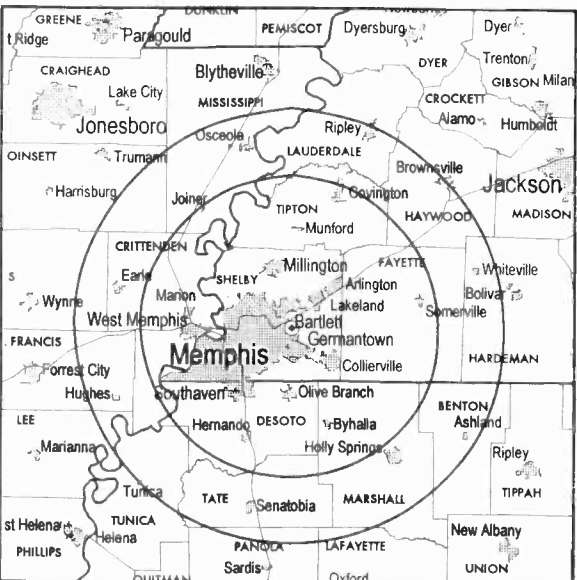 GREENE
PEMISCOT
Dyersburg
Dyer
t Ridge
Paragould
Trenton
CRAIGHEAD
Blytheville
DYER
GIBSON Milan
Lake City
MISSISSIPPI
CROCKETT
Jonesboro
Alamo
Humboldt
Osceola
Ripley
OINSETT
Trumann
LAUDERDALE
Brownsville
Harrisburg
Joiner
Covington
Jackson
TIPTON
HAYWOOD
MADISON
Munford
CRITTENDEN
S
Earle
SHELBY
Millington
FAYETTE
Whiteville
Wynne
Marion
Arlington
Bolivar
Lakeland
West Memphis
Bartlett
Somerville
FRANCIS
Germantown
Memphis
HARDEMAN
Forrest City
Collierville
Hughes
Southaven
Olive Branch
BENTON
LEE
Hernando
DESOTO
Byhalia
Ashland
Marianna
Holly Springs
Ripley
Tunica
TATE
MARSHALL
TIPPAH
Senatobia
st Helena
TUNICA
Helena
New Albany
PHILLIPS
PANOLA
LAFAYETTE
Sardis
UNION
QUITMAN
Oxford